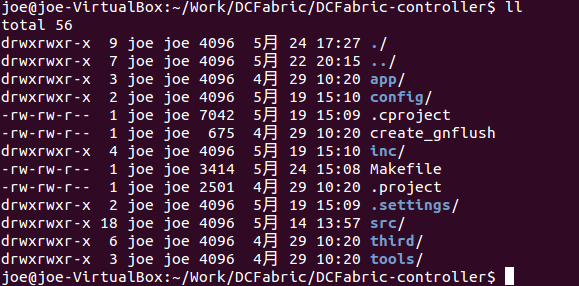 joe@joe-VirtualBox:~/Work/DCFabric/DCFabric-controller$ ll
total 56
drwxrwxr-x  9 joe joe 4096  5月 24 17:27 ./
drwxrwxr-x  7 joe joe 4096  5月 22 20:15 ../
drwxrwxr-x  3 joe joe 4096  4月 29 10:20 app/
drwxrwxr-x  2 joe joe 4096  5月 19 15:10 config/
-rw-rw-r--  1 joe joe 7042  5月 19 15:09 .cproject
-rw-rw-r--  1 joe joe  675  4月 29 10:20 create_gnflush
drwxrwxr-x  4 joe joe 4096  5月 19 15:10 inc/
-rw-rw-r--  1 joe joe 3414  5月 24 15:08 Makefile
-rw-rw-r--  1 joe joe 2501  4月 29 10:20 .project
drwxrwxr-x  2 joe joe 4096  5月 19 15:09 .settings/
drwxrwxr-x 18 joe joe 4096  5月 14 13:57 src/
drwxrwxr-x  6 joe joe 4096  4月 29 10:20 third/
drwxrwxr-x  3 joe joe 4096  4月 29 10:20 tools/
joe@joe-VirtualBox:~/Work/DCFabric/DCFabric-controller$